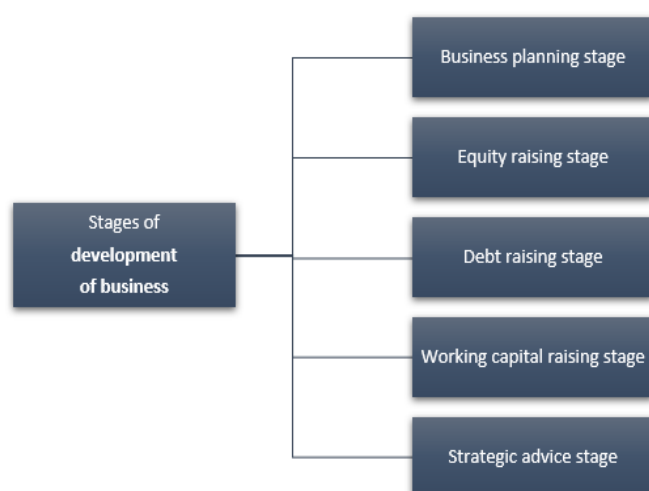 Business planning stage
Equity raising stage
Stages of
development
of business
Debt raising stage
Working capital raising stage
Strategic advice stage